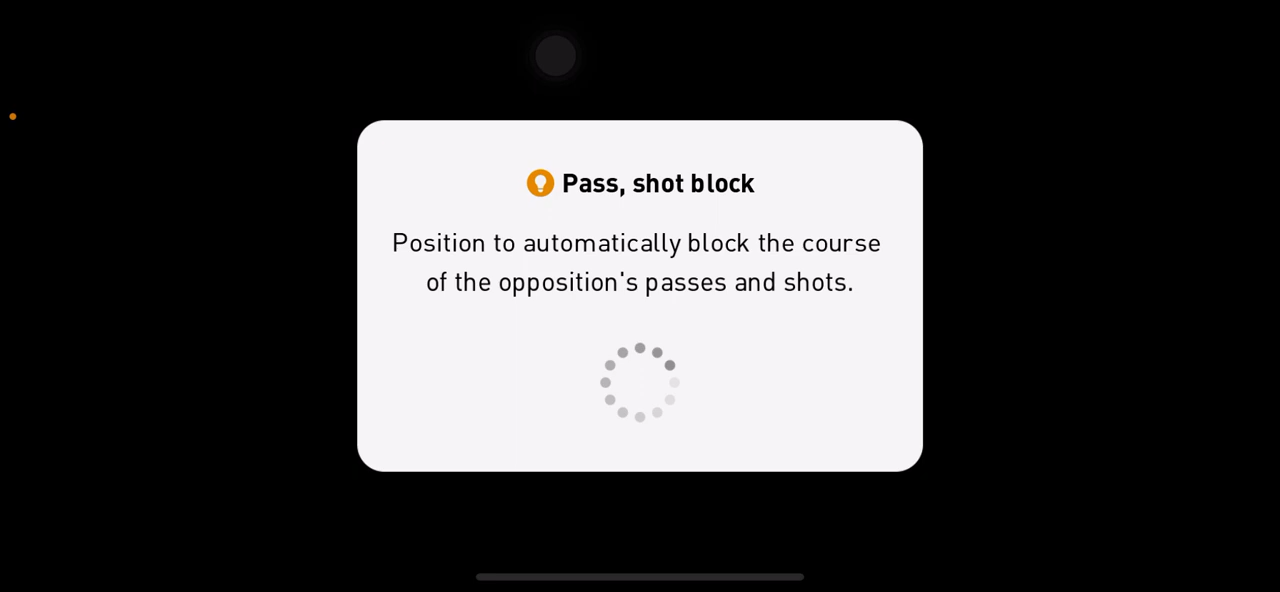 Pass, shot block
Position to automatically block the course
of the opposition's passes and shots.